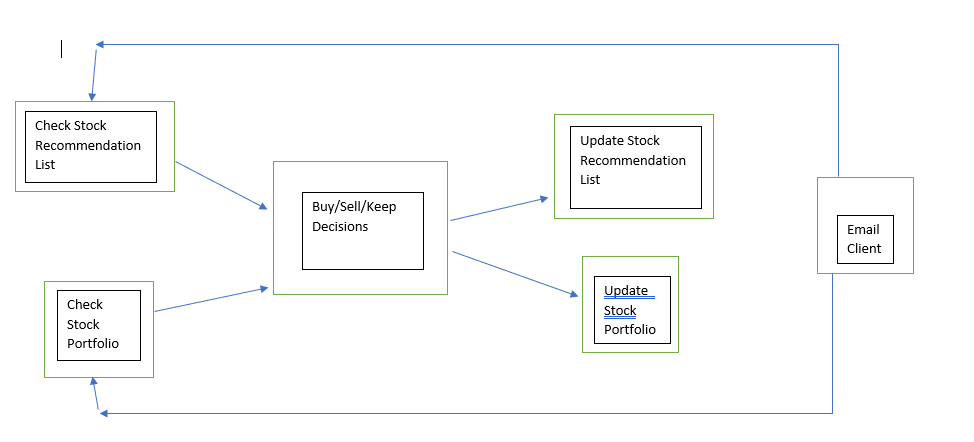 Check Stock
Recommendation
List
Check
Stock
Portfolio
Buy/Sell/Keep
Decisions
Update Stock
Recommendation
List
Update
Stock
Portfolio
Email
Client